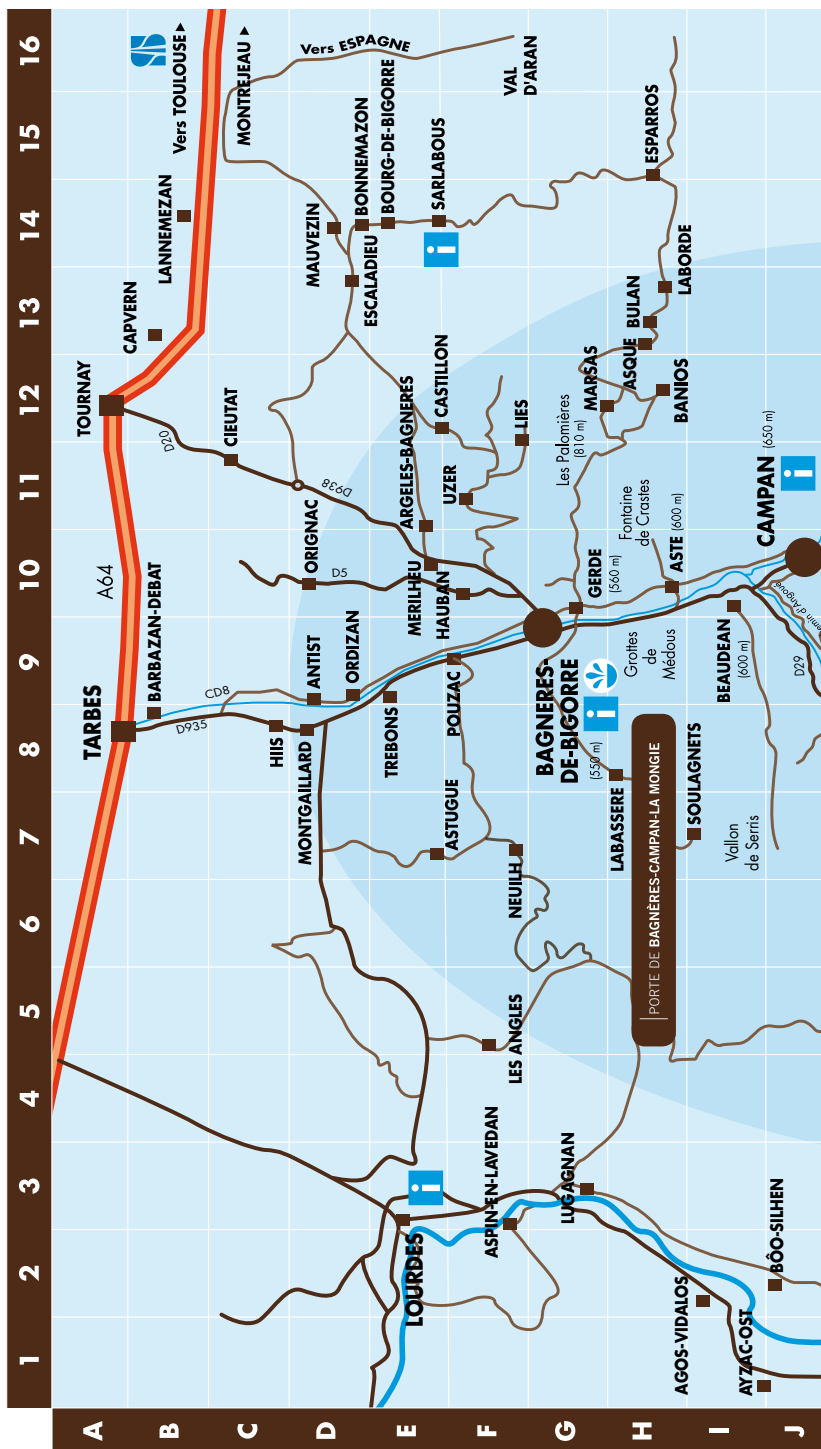 1 2 3 4 5 6 7 8 9 10 11 12 13 14 15 16
A
B
C
D
E
F
G
H
I
J
TARBES
A64
TOURNAY
BARBAZAN-DEBAT
CAPVERN
LANNEMEZAN
Vers TOULOUSE
MONTREJEAU
D935
CD8
D20
CIEUTAT
HIIS
MONTGAILLARD
ANTIST
ORDIZAN
ORIGNAC
D5
D938
MAUVEZIN
Vers ESPAGNE
ESCALADIEU
BONNEMAZON
BOURG-DE-BIGORRE
LOURDES
TREBONS
MERILHEU
HAUBAN
ARGELES-BAGNERES
UZER
CASTILLON
SARLABOUS
ASTUGUE
POUZAC
ASPIN-EN-LAVEDAN
LES ANGLES
NEUILH
LIES
VAL
D'ARAN
LUGAGNAN
BAGNERES-
DE-BIGORRE
(550 m)
GERDE
(560 m)
Les Palomières
(810 m)
MARSAS
ASQUE
BULAN
LABORDE
BANIOS
ESPARROS
LABASSERE
Grottes
de
Médous
Fontaine
de Crastes
ASTE (600 m)
PORTE DE BAGNÈRES-CAMPAN-LA MONGIE
SOULAGNETS
BEAUDEAN
(600 m)
Vallon
de Serris
CAMPAN (650 m)
D29
AGOS-VIDALOS
AYZAC-OST
BÔO-SILHEN